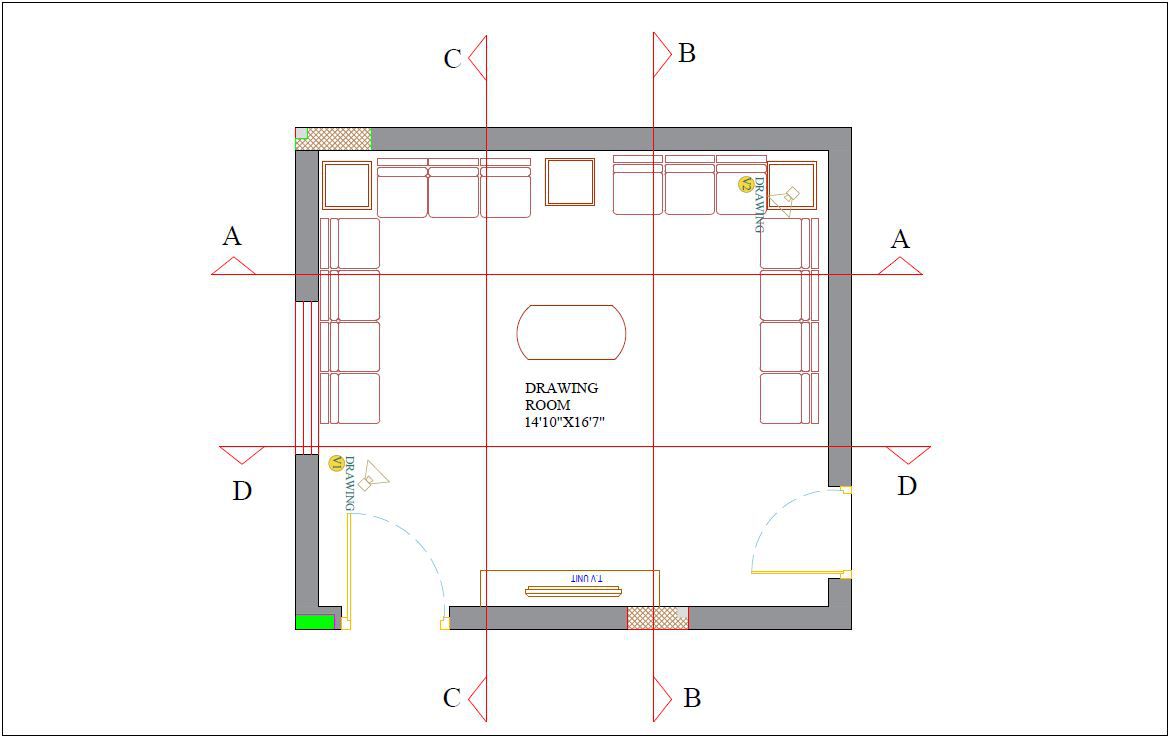 C
B
A
A
V2
DRAWING
DRAWING
ROOM
14'10"X16'7"
V1
DRAWING
D
D
T.V.UNIT
C
B